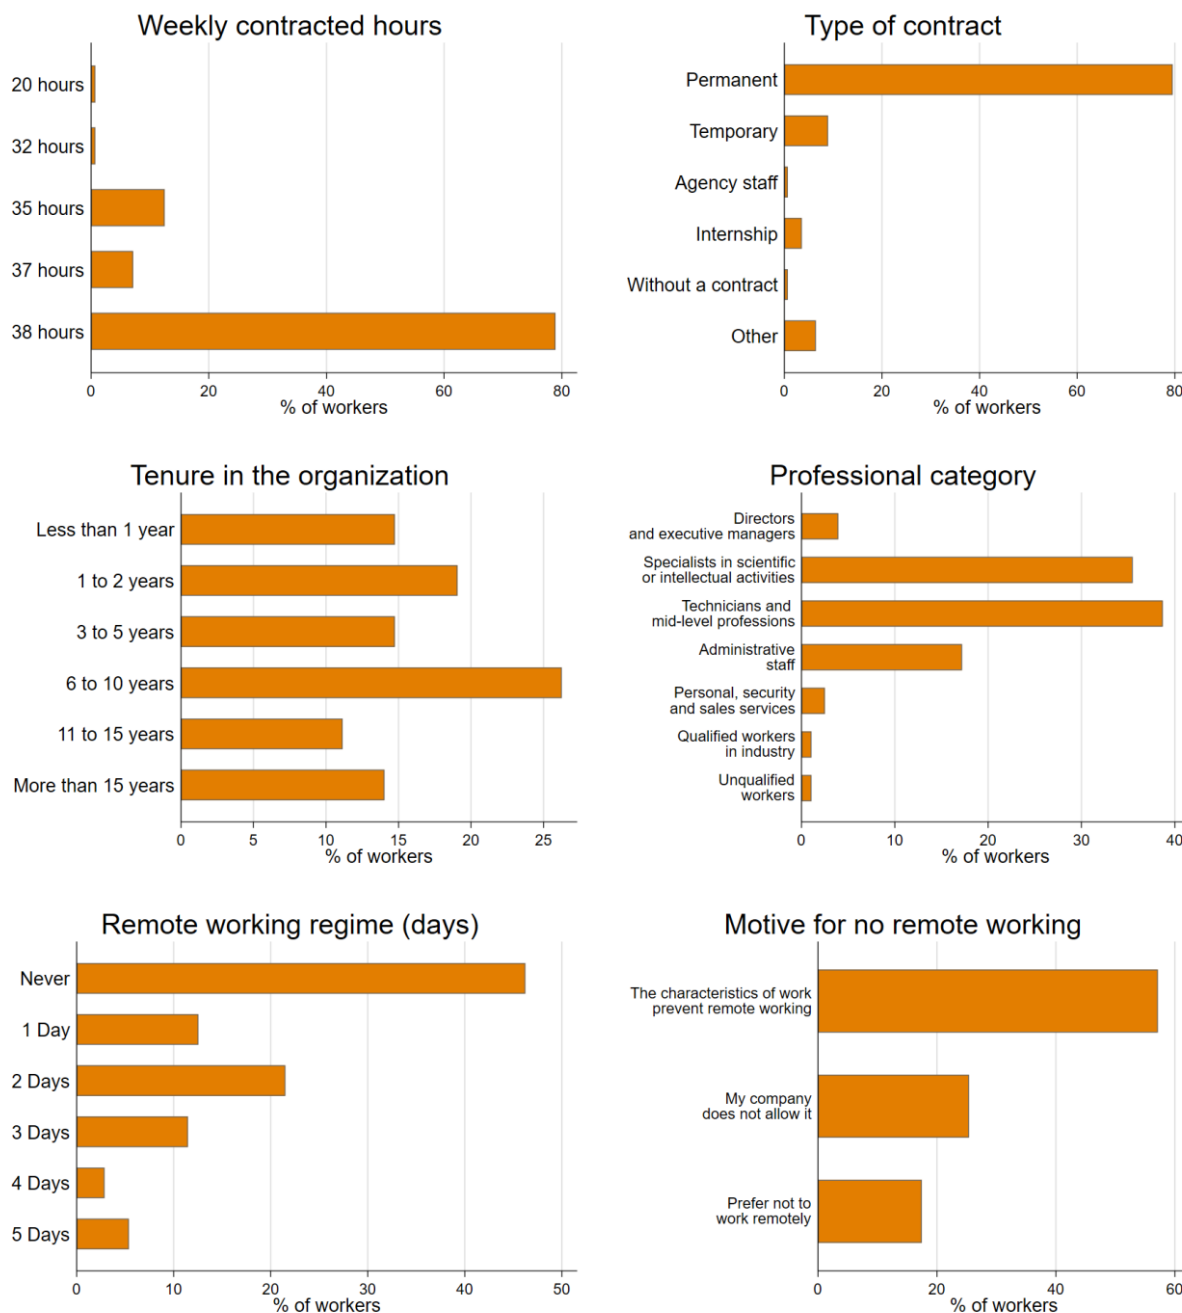 Weekly contracted hours
20 hours
32 hours
35 hours
37 hours
38 hours
0 20 40 60 80
% of workers
Type of contract
Permanent
Temporary
Agency staff
Internship
Without a contract
Other
0 20 40 60 80
% of workers
Tenure in the organization
Less than 1 year
1 to 2 years
3 to 5 years
6 to 10 years
11 to 15 years
More than 15 years
0 5 10 15 20 25
% of workers
Professional category
Directors
and executive managers
Specialists in scientific
or intellectual activities
Technicians and
mid-level professions
Administrative
staff
Personal, security
and sales services
Qualified workers
in industry
Unqualified
workers
0 10 20 30 40
% of workers
Remote working regime (days)
Never
1 Day
2 Days
3 Days
4 Days
5 Days
0 10 20 30 40 50
% of workers
Motive for no remote working
The characteristics of work
prevent remote working
My company
does not allow it
Prefer not to
work remotely
0 20 40 60
% of workers